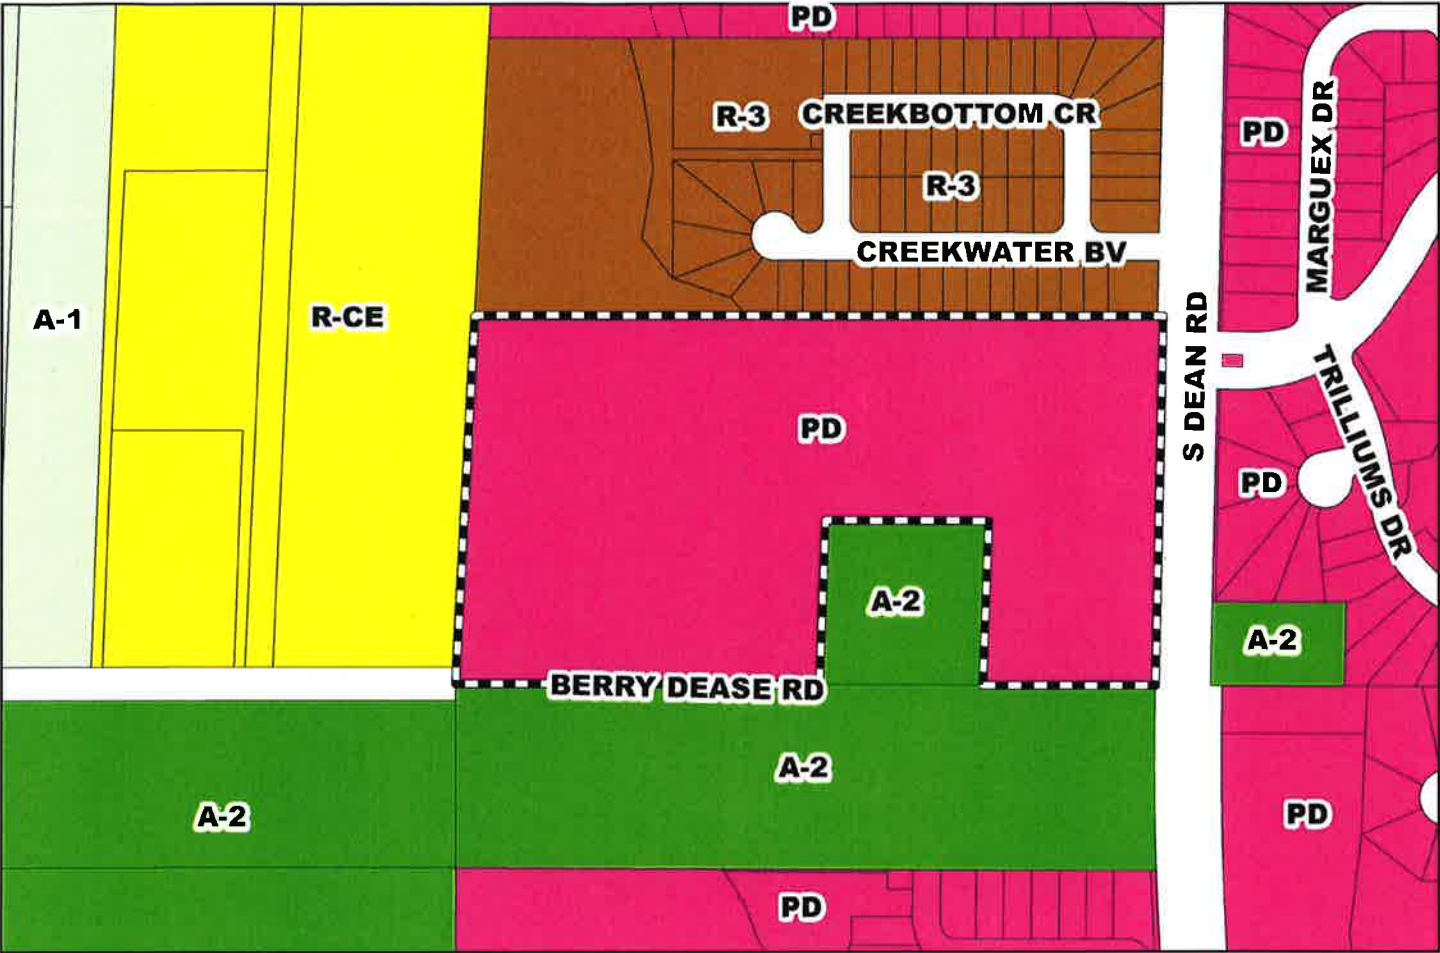 PD
R-3
CREEKBOTTOM CR
PD
MARGUEX DR
R-3
CREEKWATER BV
A-1
R-CE
S DEAN RD
TRILLIUMS DR
PD
PD
A-2
A-2
BERRY DEASE RD
A-2
A-2
PD
PD